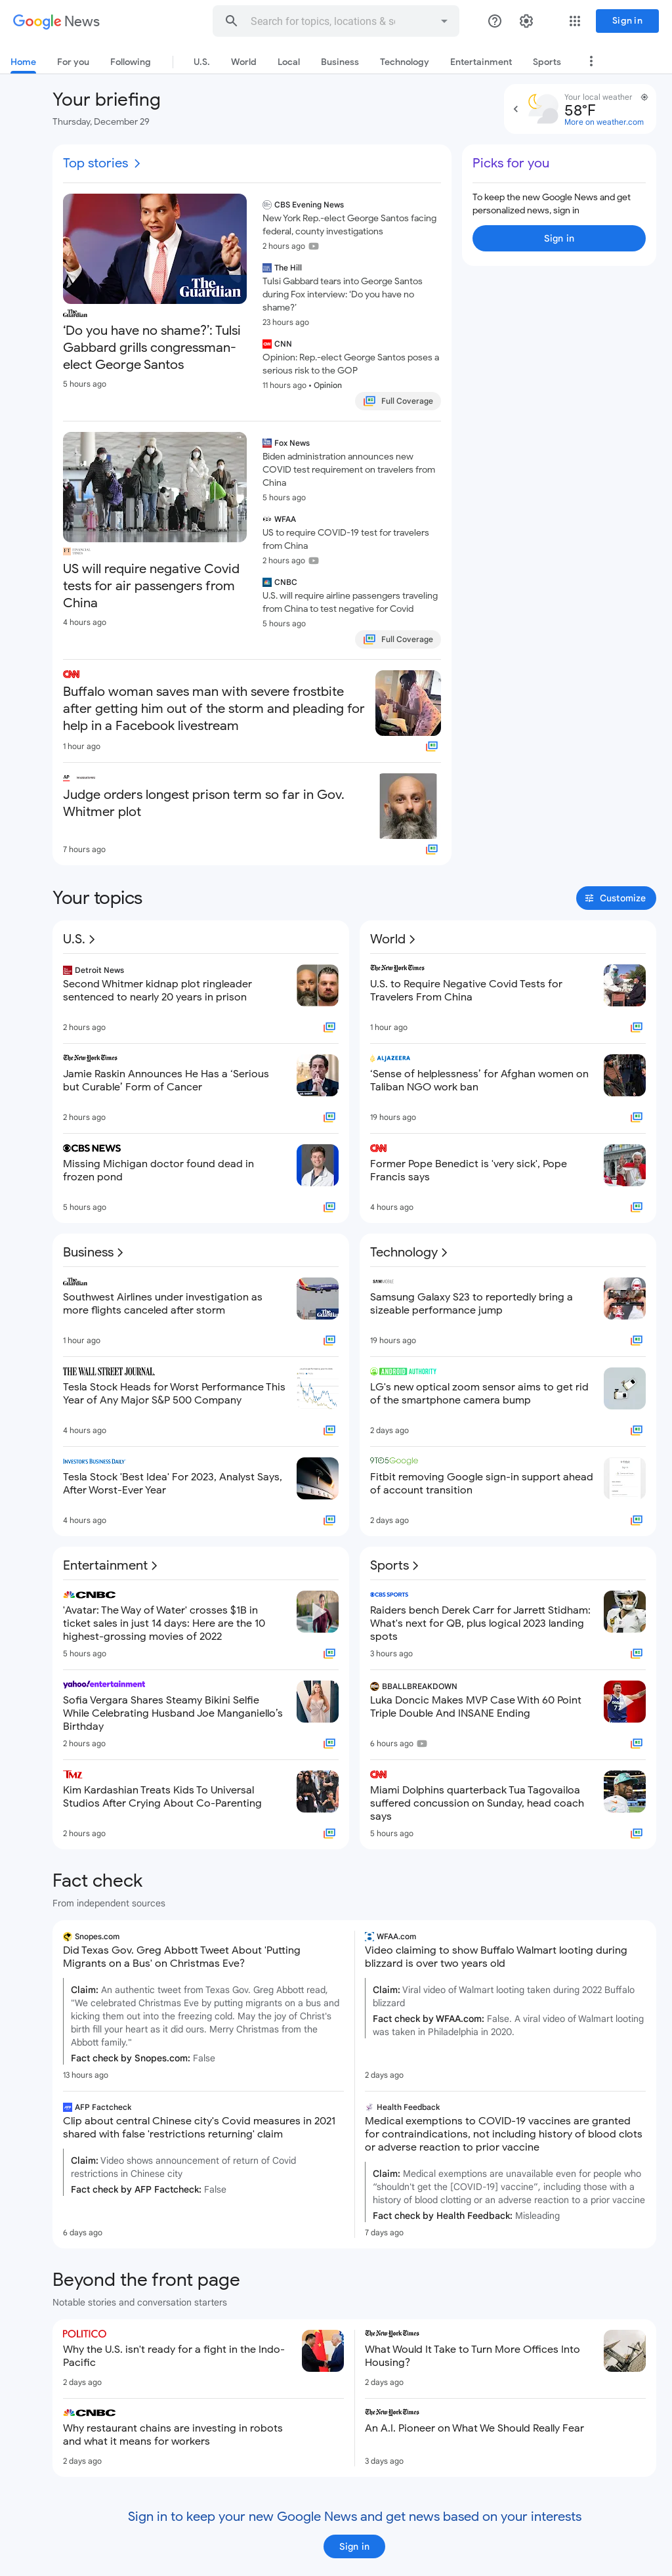 Google News
Search for topics, locations & so
Sign in
Home
For you
Following
U.S.
World
Local
Business
Technology
Entertainment
Sports
Your briefing
Thursday, December 29
Your local weather
58°F
More on weather.com
Top stories
Picks for you
To keep the new Google News and get
personalized news, sign in
Sign in
The Guardian
The Guardian
‘Do you have no shame?’: Tulsi
Gabbard grills congressman-
elect George Santos
5 hours ago
CBS Evening News
New York Rep.-elect George Santos facing
federal, county investigations
2 hours ago
The Hill
Tulsi Gabbard tears into George Santos
during Fox interview: 'Do you have no
shame?'
23 hours ago
CNN
Opinion: Rep.-elect George Santos poses a
serious risk to the GOP
11 hours ago • Opinion
Full Coverage
FINANCIAL TIMES
US will require negative Covid
tests for air passengers from
China
4 hours ago
Fox News
Biden administration announces new
COVID test requirement on travelers from
China
5 hours ago
WFAA
US to require COVID-19 test for travelers
from China
2 hours ago
CNBC
U.S. will require airline passengers traveling
from China to test negative for Covid
5 hours ago
Full Coverage
CNN
Buffalo woman saves man with severe frostbite
after getting him out of the storm and pleading for
help in a Facebook livestream
1 hour ago
AP
Judge orders longest prison term so far in Gov.
Whitmer plot
7 hours ago
Your topics
Customize
U.S.
Detroit News
Second Whitmer kidnap plot ringleader
sentenced to nearly 20 years in prison
2 hours ago
The New York Times
Jamie Raskin Announces He Has a ‘Serious
but Curable’ Form of Cancer
2 hours ago
CBS NEWS
Missing Michigan doctor found dead in
frozen pond
5 hours ago
World
The New York Times
U.S. to Require Negative Covid Tests for
Travelers From China
1 hour ago
ALJAZEERA
‘Sense of helplessness’ for Afghan women on
Taliban NGO work ban
19 hours ago
CNN
Former Pope Benedict is 'very sick', Pope
Francis says
4 hours ago
Business
The Guardian
The Guardian
Southwest Airlines under investigation as
more flights canceled after storm
1 hour ago
THE WALL STREET JOURNAL.
Tesla Stock Heads for Worst Performance This
Year of Any Major S&P 500 Company
4 hours ago
INVESTOR'S BUSINESS DAILY
Tesla Stock 'Best Idea' For 2023, Analyst Says,
After Worst-Ever Year
4 hours ago
Technology
SAMMOBILE
Samsung Galaxy S23 to reportedly bring a
sizeable performance jump
19 hours ago
ANDROID AUTHORITY
LG's new optical zoom sensor aims to get rid
of the smartphone camera bump
2 days ago
9TO5Google
Fitbit removing Google sign-in support ahead
of account transition
2 days ago
Entertainment
CNBC
'Avatar: The Way of Water' crosses $1B in
ticket sales in just 14 days: Here are the 10
highest-grossing movies of 2022
5 hours ago
yahoo!entertainment
Sofia Vergara Shares Steamy Bikini Selfie
While Celebrating Husband Joe Manganiello’s
Birthday
2 hours ago
TMZ
Kim Kardashian Treats Kids To Universal
Studios After Crying About Co-Parenting
2 hours ago
Sports
CBS SPORTS
Raiders bench Derek Carr for Jarrett Stidham:
What's next for QB, plus logical 2023 landing
spots
3 hours ago
BBALLBREAKDOWN
Luka Doncic Makes MVP Case With 60 Point
Triple Double And INSANE Ending
6 hours ago
CNN
Miami Dolphins quarterback Tua Tagovailoa
suffered concussion on Sunday, head coach
says
5 hours ago
Fact check
From independent sources
Snopes.com
Did Texas Gov. Greg Abbott Tweet About 'Putting
Migrants on a Bus' on Christmas Eve?
Claim: An authentic tweet from Texas Gov. Greg Abbott read,
"We celebrated Christmas Eve by putting migrants on a bus and
kicking them out into the freezing cold. May the joy of Christ's
birth fill your heart as it did ours. Merry Christmas from the
Abbott family."
Fact check by Snopes.com: False
13 hours ago
WFAA.com
Video claiming to show Buffalo Walmart looting during
blizzard is over two years old
Claim: Viral video of Walmart looting taken during 2022 Buffalo
blizzard
Fact check by WFAA.com: False. A viral video of Walmart looting
was taken in Philadelphia in 2020.
2 days ago
AFP Factcheck
Clip about central Chinese city's Covid measures in 2021
shared with false 'restrictions returning' claim
Claim: Video shows announcement of return of Covid
restrictions in Chinese city
Fact check by AFP Factcheck: False
6 days ago
Health Feedback
Medical exemptions to COVID-19 vaccines are granted
for contraindications, not including history of blood clots
or adverse reaction to prior vaccine
Claim: Medical exemptions are unavailable even for people who
“shouldn't get the [COVID-19] vaccine”, including those with a
history of blood clotting or an adverse reaction to a prior vaccine
Fact check by Health Feedback: Misleading
7 days ago
Beyond the front page
Notable stories and conversation starters
POLITICO
Why the U.S. isn't ready for a fight in the Indo-
Pacific
2 days ago
The New York Times
What Would It Take to Turn More Offices Into
Housing?
2 days ago
CNBC
Why restaurant chains are investing in robots
and what it means for workers
2 days ago
The New York Times
An A.I. Pioneer on What We Should Really Fear
3 days ago
Sign in to keep your new Google News and get news based on your interests
Sign in